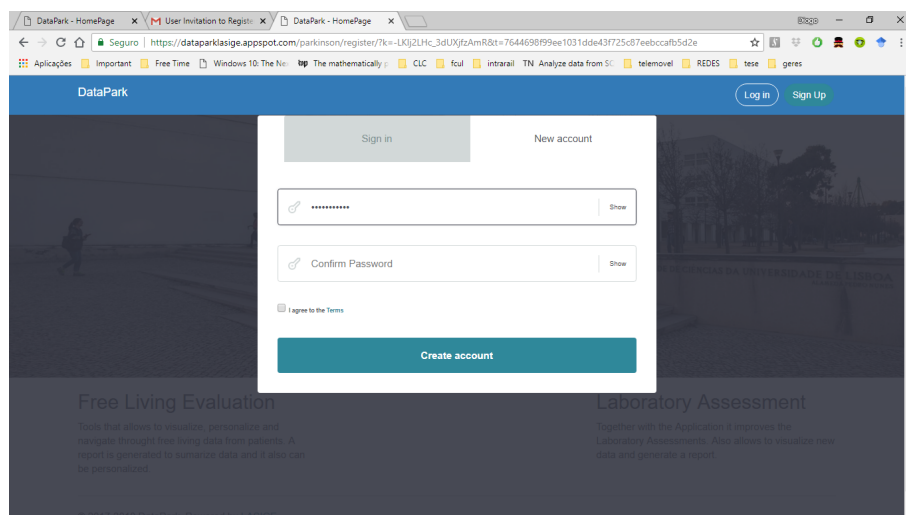 DataPark - HomePage
User Invitation to Registe
DataPark - HomePage
Diogo
Seguro | https://dataparklasige.appspot.com/parkinson/register/?k=-LKjj2LHc_3dUXjfzAmR&t=7644698f99ee1031dde43f725c87eebccafb5d2e
Aplicações Important Free Time Windows 10: The Ne The mathematically p CLC fcul intrarail TN Analyze data from SC telemovel REDES tese geres
DataPark
Log in Sign Up
Sign in New account
••••••••••• Show
Confirm Password Show
I agree to the Terms
Create account
Free Living Evaluation
Tools that allows to visualize, personalize and
navigate throught free living data from patients. A
report is generated to sumarize data and it also can
be personalized.
Laboratory Assessment
Together with the Application it improves the
Laboratory Assessments. Also allows to visualize new
data and generate a report.